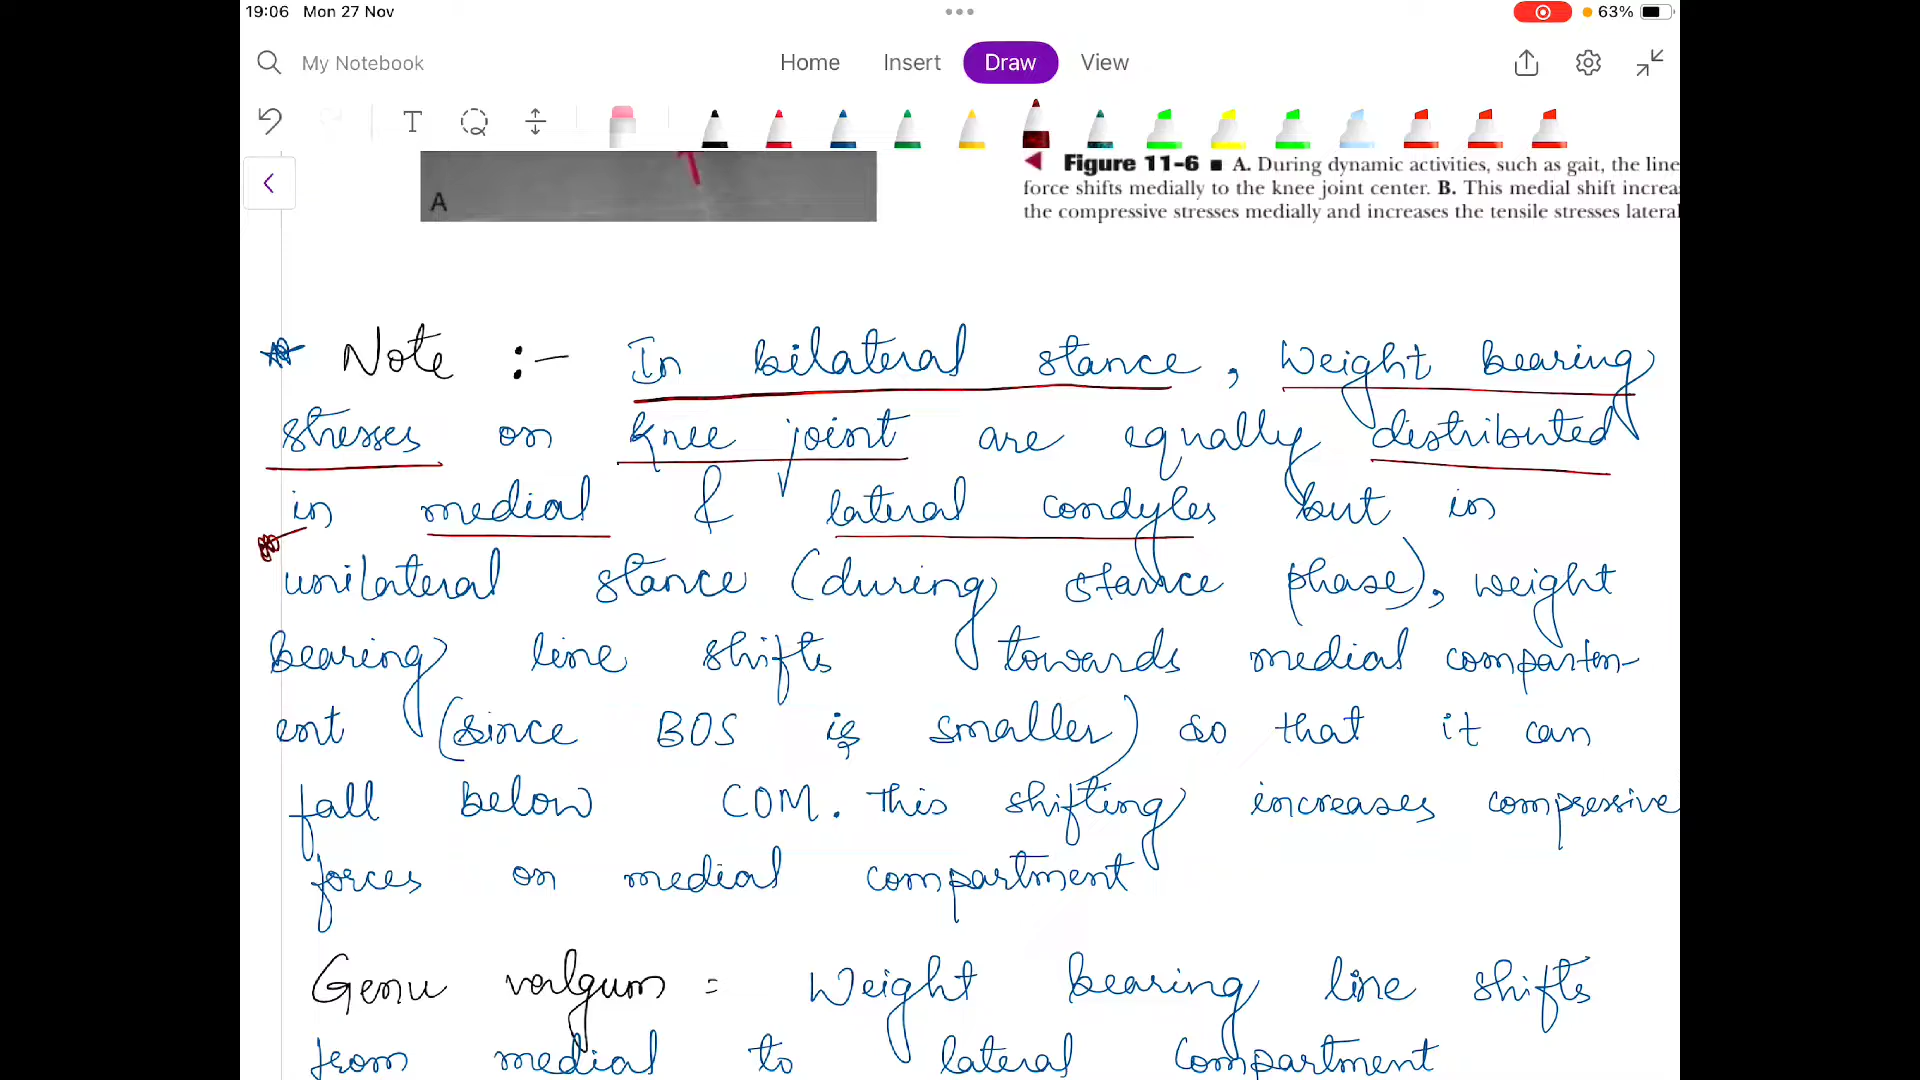 19:06 Mon 27 Nov
63%
My Notebook
Home Insert Draw View
T
A
Figure 11-6 ■ A. During dynamic activities, such as gait, the line
force shifts medially to the knee joint center. B. This medial shift increa
the compressive stresses medially and increases the tensile stresses lateral
Note :- In bilateral stance, Weight bearing
stresses on knee joint are equally distributed
in medial & lateral condyles but in
unilateral stance (during stance phase), weight
bearing line shifts towards medial compartm-
ent (since BOS is smaller) so that it can
fall below COM. This shifting increases compressive
forces on medial compartment
Genu valgum = Weight bearing line shifts
from medial to lateral compartment